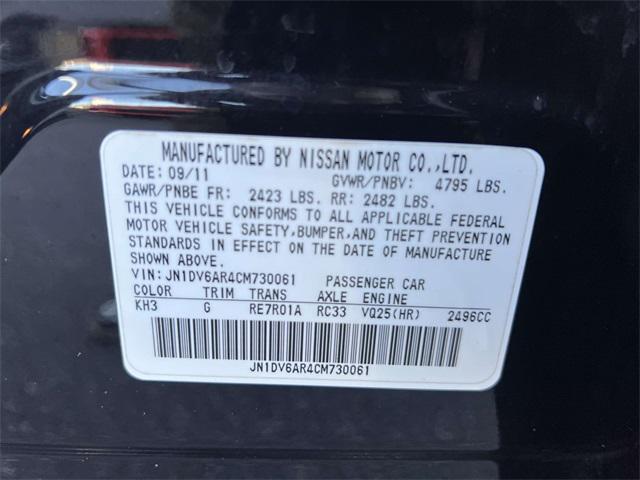 MANUFACTURED BY NISSAN MOTOR CO.,LTD.
DATE: 09/11 GVWR/PNBV: 4795 LBS.
GAWR/PNBE FR: 2423 LBS. RR: 2482 LBS.
THIS VEHICLE CONFORMS TO ALL APPLICABLE FEDERAL
MOTOR VEHICLE SAFETY,BUMPER,AND THEFT PREVENTION
STANDARDS IN EFFECT ON THE DATE OF MANUFACTURE
SHOWN ABOVE.
VIN: JN1DV6AR4CM730061 PASSENGER CAR
COLOR TRIM TRANS AXLE ENGINE
KH3 G RE7R01A RC33 VQ25(HR) 2496CC
JN1DV6AR4CM730061